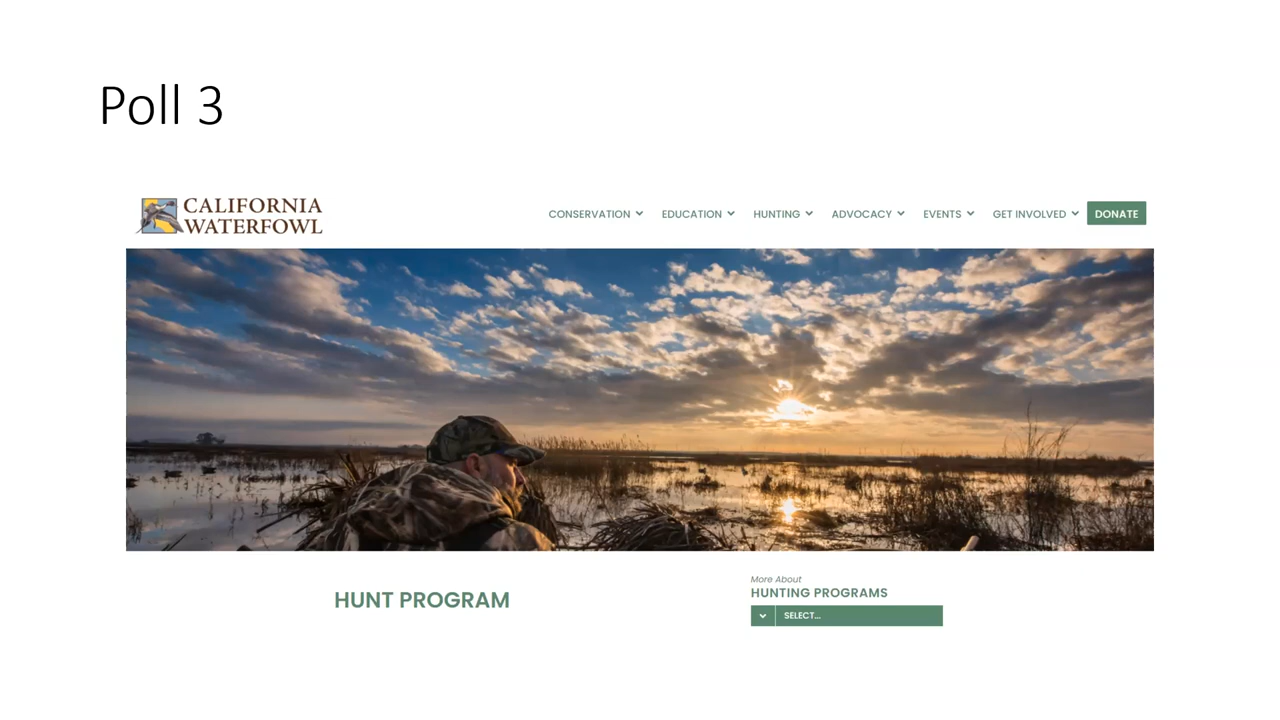 Poll 3
CALIFORNIA
WATERFOWL
CONSERVATION EDUCATION HUNTING ADVOCACY EVENTS GET INVOLVED DONATE
HUNT PROGRAM
More About
HUNTING PROGRAMS
SELECT...